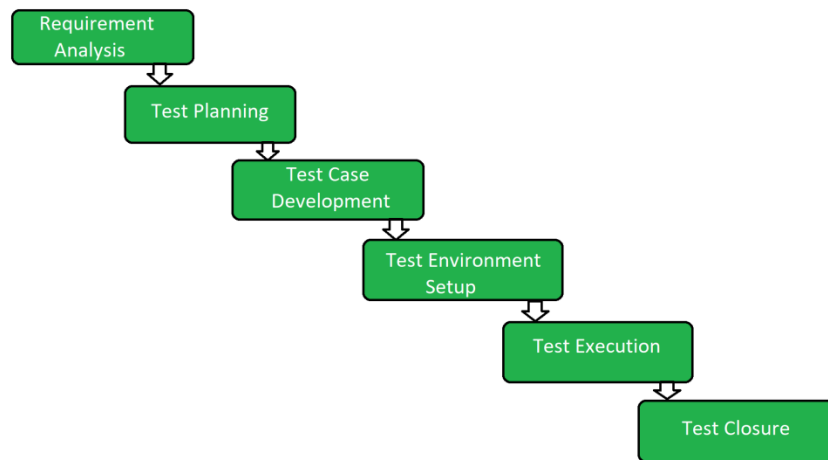 Requirement
Analysis
Test Planning
Test Case
Development
Test Environment
Setup
Test Execution
Test Closure